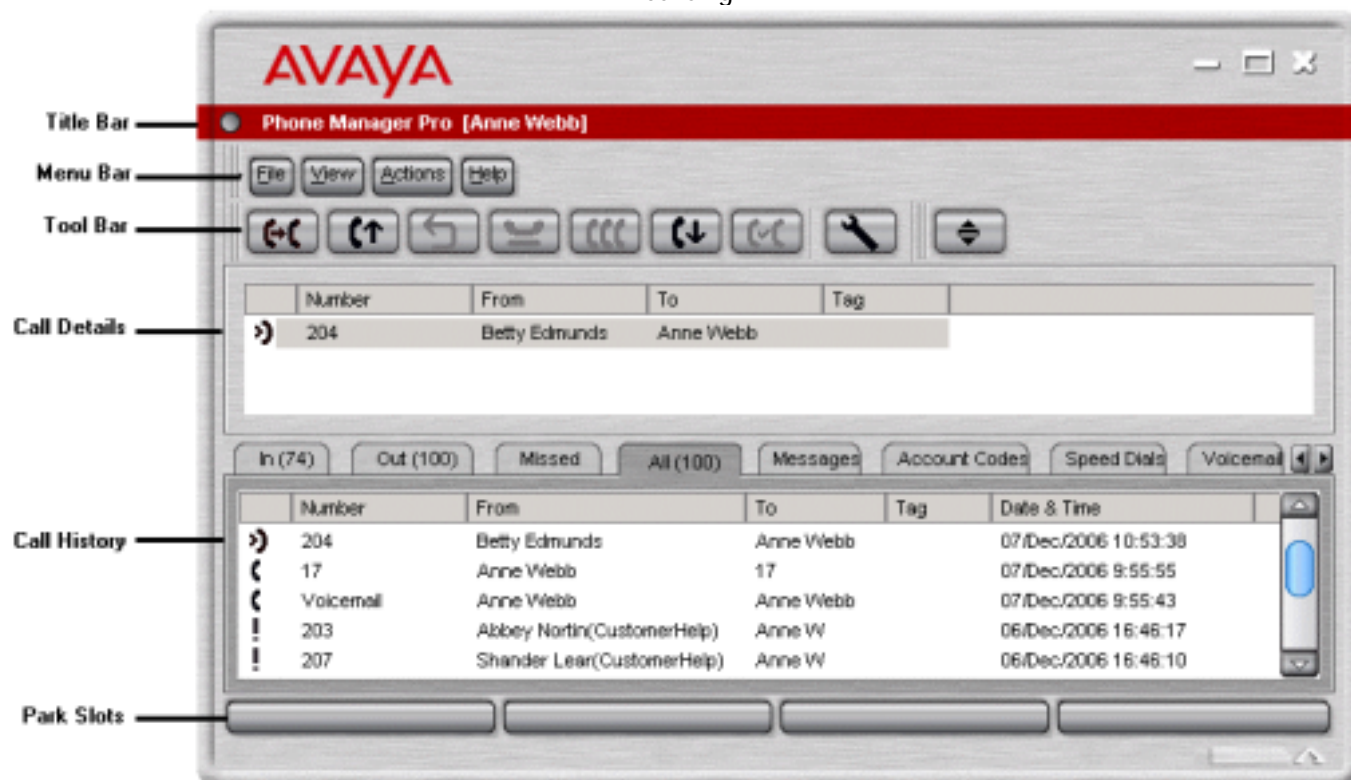 AVAYA
Title Bar
Phone Manager Pro [Anne Webb]
Menu Bar
File View Actions Help
Tool Bar
Number From To Tag
Call Details
204 Betty Edmunds Anne Webb
In (74) Out (100) Missed All (100) Messages Account Codes Speed Dials Voicemail
Number From To Tag Date & Time
Call History
204 Betty Edmunds Anne Webb 07/Dec/2006 10:53:38
17 Anne Webb 17 07/Dec/2006 9:55:55
Voicemail Anne Webb Anne Webb 07/Dec/2006 9:55:43
203 Abbey Nortin(CustomerHelp) Anne W 06/Dec/2006 16:46:17
207 Shander Lear(CustomerHelp) Anne W 06/Dec/2006 16:46:10
Park Slots